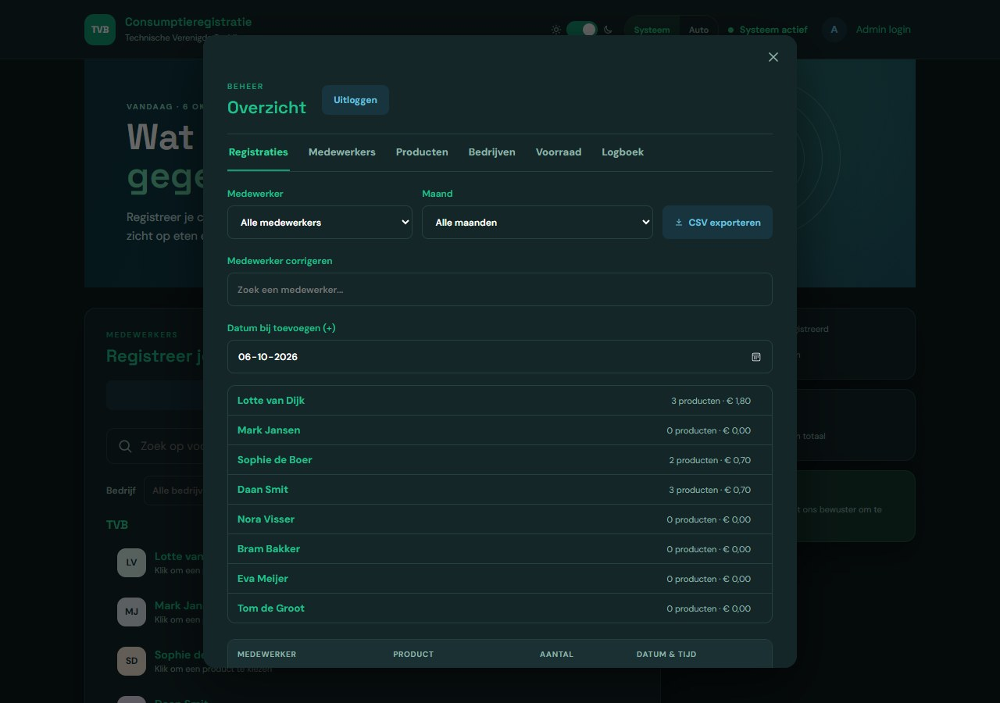 TVB
Consumptieregistratie
Technische Verenigde
Systeem
Auto
Systeem actief
A
Admin login
VANDAAG · 6 OK
Wat
gege
Registreer je c
zicht op eten e
BEHEER
Overzicht
Uitloggen
Registraties
Medewerkers
Producten
Bedrijven
Voorraad
Logboek
Medewerker
Maand
Alle medewerkers
Alle maanden
CSV exporteren
Medewerker corrigeren
Zoek een medewerker...
Datum bij toevoegen (+)
06-10-2026
Lotte van Dijk
3 producten · € 1,80
Mark Jansen
0 producten · € 0,00
Sophie de Boer
2 producten · € 0,70
Daan Smit
3 producten · € 0,70
Nora Visser
0 producten · € 0,00
Bram Bakker
0 producten · € 0,00
Eva Meijer
0 producten · € 0,00
Tom de Groot
0 producten · € 0,00
MEDEWERKER
PRODUCT
AANTAL
DATUM & TIJD
MEDEWERKERS
Registreer je
Zoek op voo
Bedrijf
Alle bedrijv
TVB
LV
Lotte van
Klik om een p
MJ
Mark Jan
Klik om een
SD
Sophie de
Klik om een product te kiezen
gistreerd
n
n totaal
t ons bewuster om te